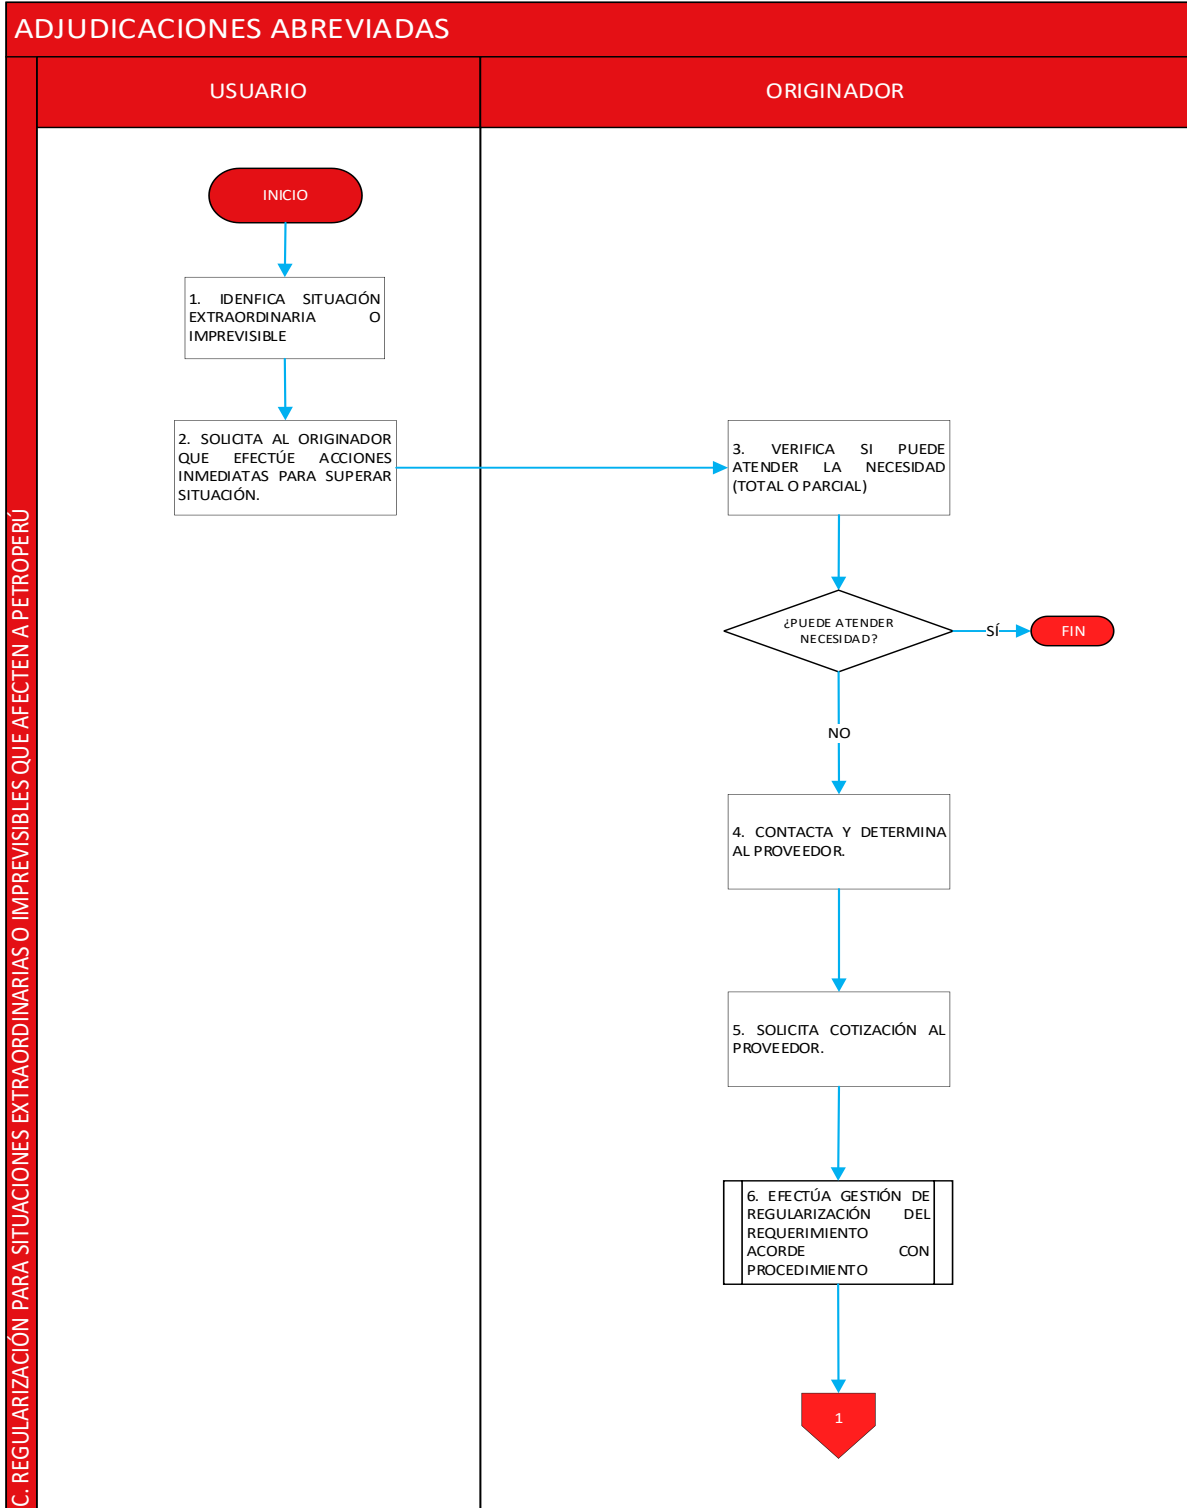 ADJUDICACIONES ABREVIADAS
C. REGULARIZACIÓN PARA SITUACIONES EXTRAORDINARIAS O IMPREVISIBLES QUE AFECTEN A PETROPERÚ
USUARIO
ORIGINADOR
INICIO
1. IDENFICA SITUACIÓN
EXTRAORDINARIA O
IMPREVISIBLE
2. SOLICITA AL ORIGINADOR
QUE EFECTÚE ACCIONES
INMEDIATAS PARA SUPERAR
SITUACIÓN.
3. VERIFICA SI PUEDE
ATENDER LA NECESIDAD
(TOTAL O PARCIAL)
¿PUEDE ATENDER
NECESIDAD?
SÍ
FIN
NO
4. CONTACTA Y DETERMINA
AL PROVEEDOR.
5. SOLICITA COTIZACIÓN AL
PROVEEDOR.
6. EFECTÚA GESTIÓN DE
REGULARIZACIÓN DEL
REQUERIMIENTO
ACORDE CON
PROCEDIMIENTO
1